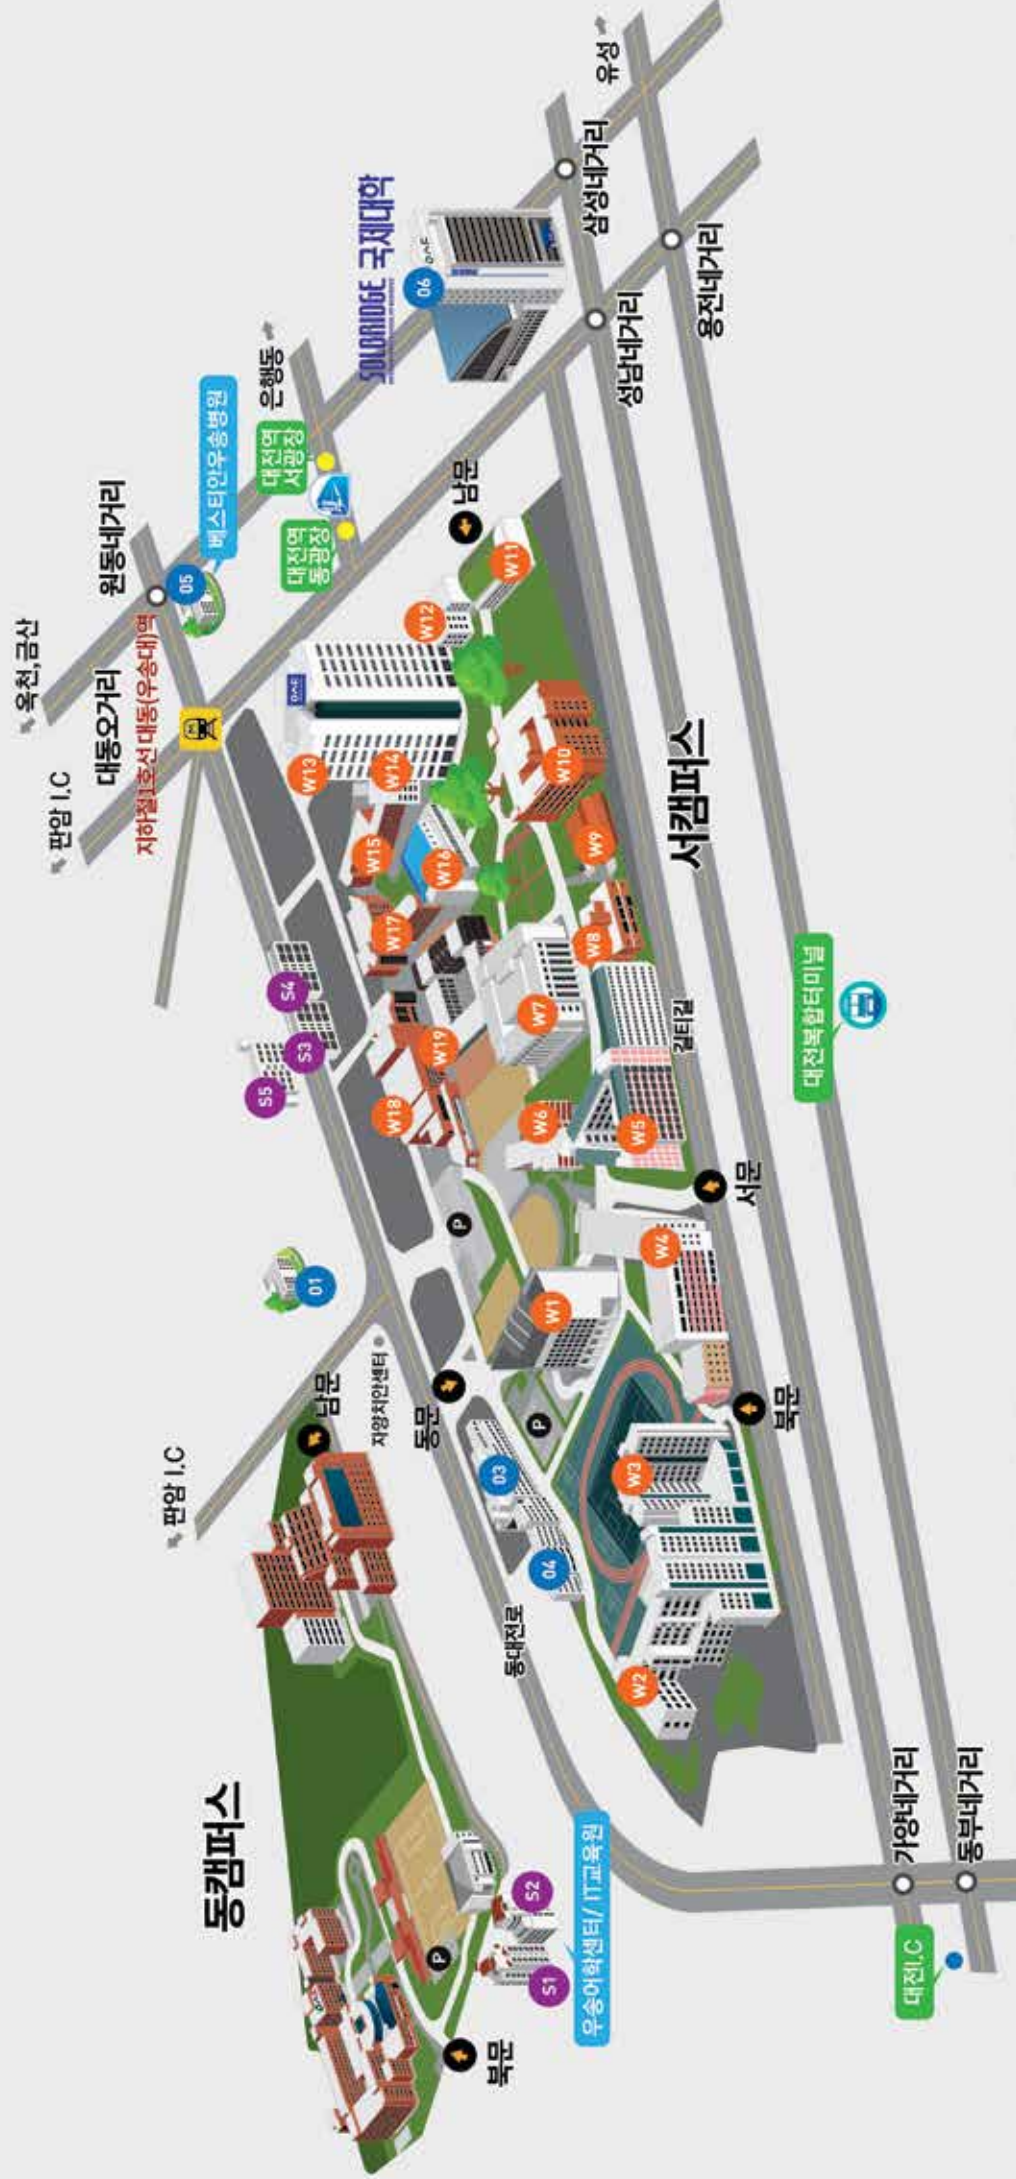 동캠퍼스
북문
S1
S2
P
우송어학센터/ IT교육원
대전I.C
가양네거리
동부네거리
판암 I.C
남문
자양치안센터
동문
동대전로
01
03
04
P
P
W1
W2
W3
W4
북문
서문
S5
S3
S4
W18
W19
W17
W15
W16
W13
W14
W12
W11
W10
W9
W8
W7
W6
W5
길티길
서캠퍼스
대전복합터미널
남문
판암 I.C
옥천,금산
대동오거리
지하철1호선 대동(우송대)역
원동네거리
05
베스티안우송병원
대전역
동광장
대전역
서광장
은행동
SOLBRIDGE 국제대학
06
성남네거리
삼성네거리
용전네거리
유성